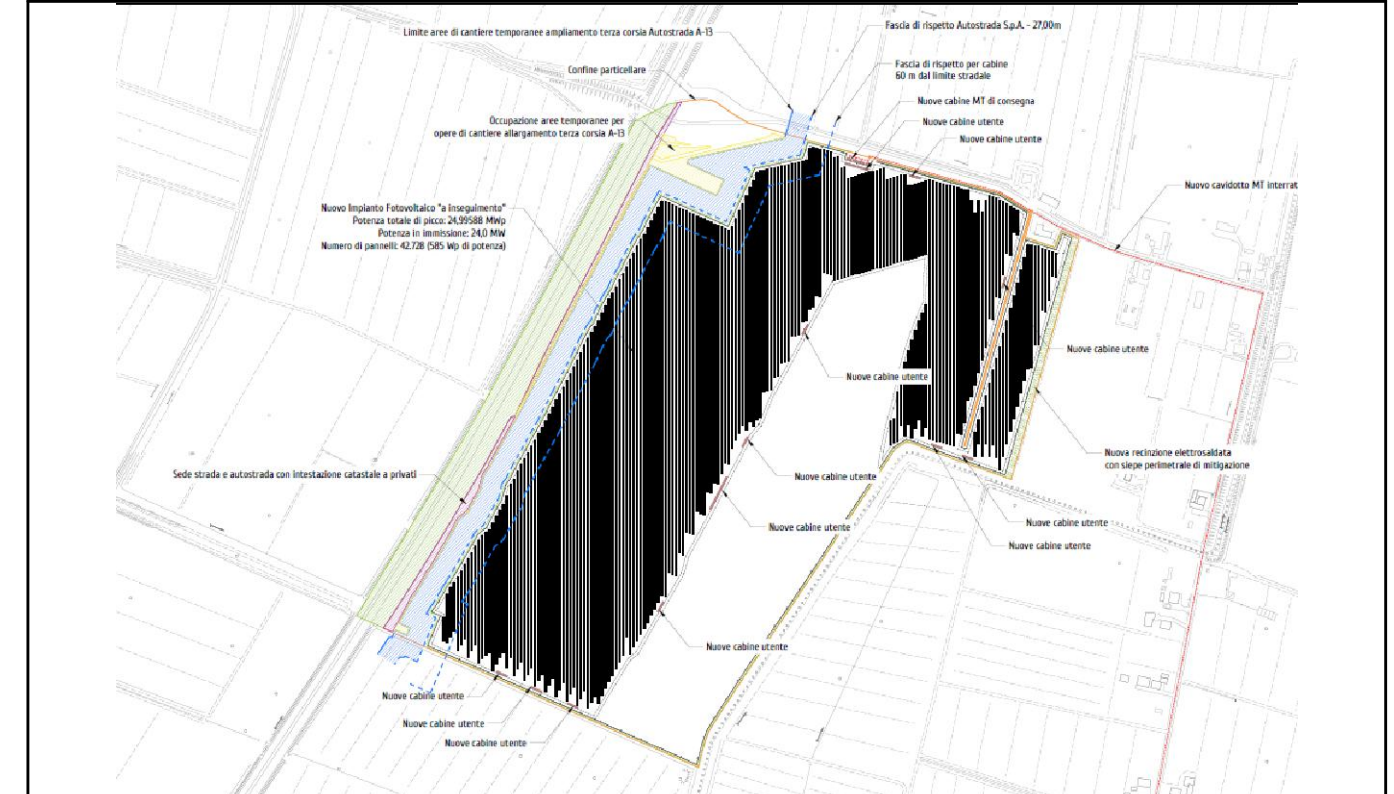 Limite aree di cantiere temporanee ampliamento terza corsia Autostrada A-13
Fascia di rispetto Autostrada S.p.A. - 27,00m
Confine particellare
Fascia di rispetto per cabine
60 m dal limite stradale
Nuove cabine MT di consegna
Occupazione aree temporanee per
opere di cantiere allargamento terza corsia A-13
Nuove cabine utente
Nuove cabine utente
Nuovo cavidotto MT interrat
Nuovo Impianto Fotovoltaico "a inseguimento"
Potenza totale di picco: 24,99588 MWp
Potenza in immissione: 24,0 MW
Numero di pannelli: 42.728 (585 Wp di potenza)
Nuove cabine utente
Nuove cabine utente
Nuova recinzione elettrosaldata
con siepe perimetrale di mitigazione
Sede strada e autostrada con intestazione catastale a privati
Nuove cabine utente
Nuove cabine utente
Nuove cabine utente
Nuove cabine utente
Nuove cabine utente
Nuove cabine utente
Nuove cabine utente
Nuove cabine utente